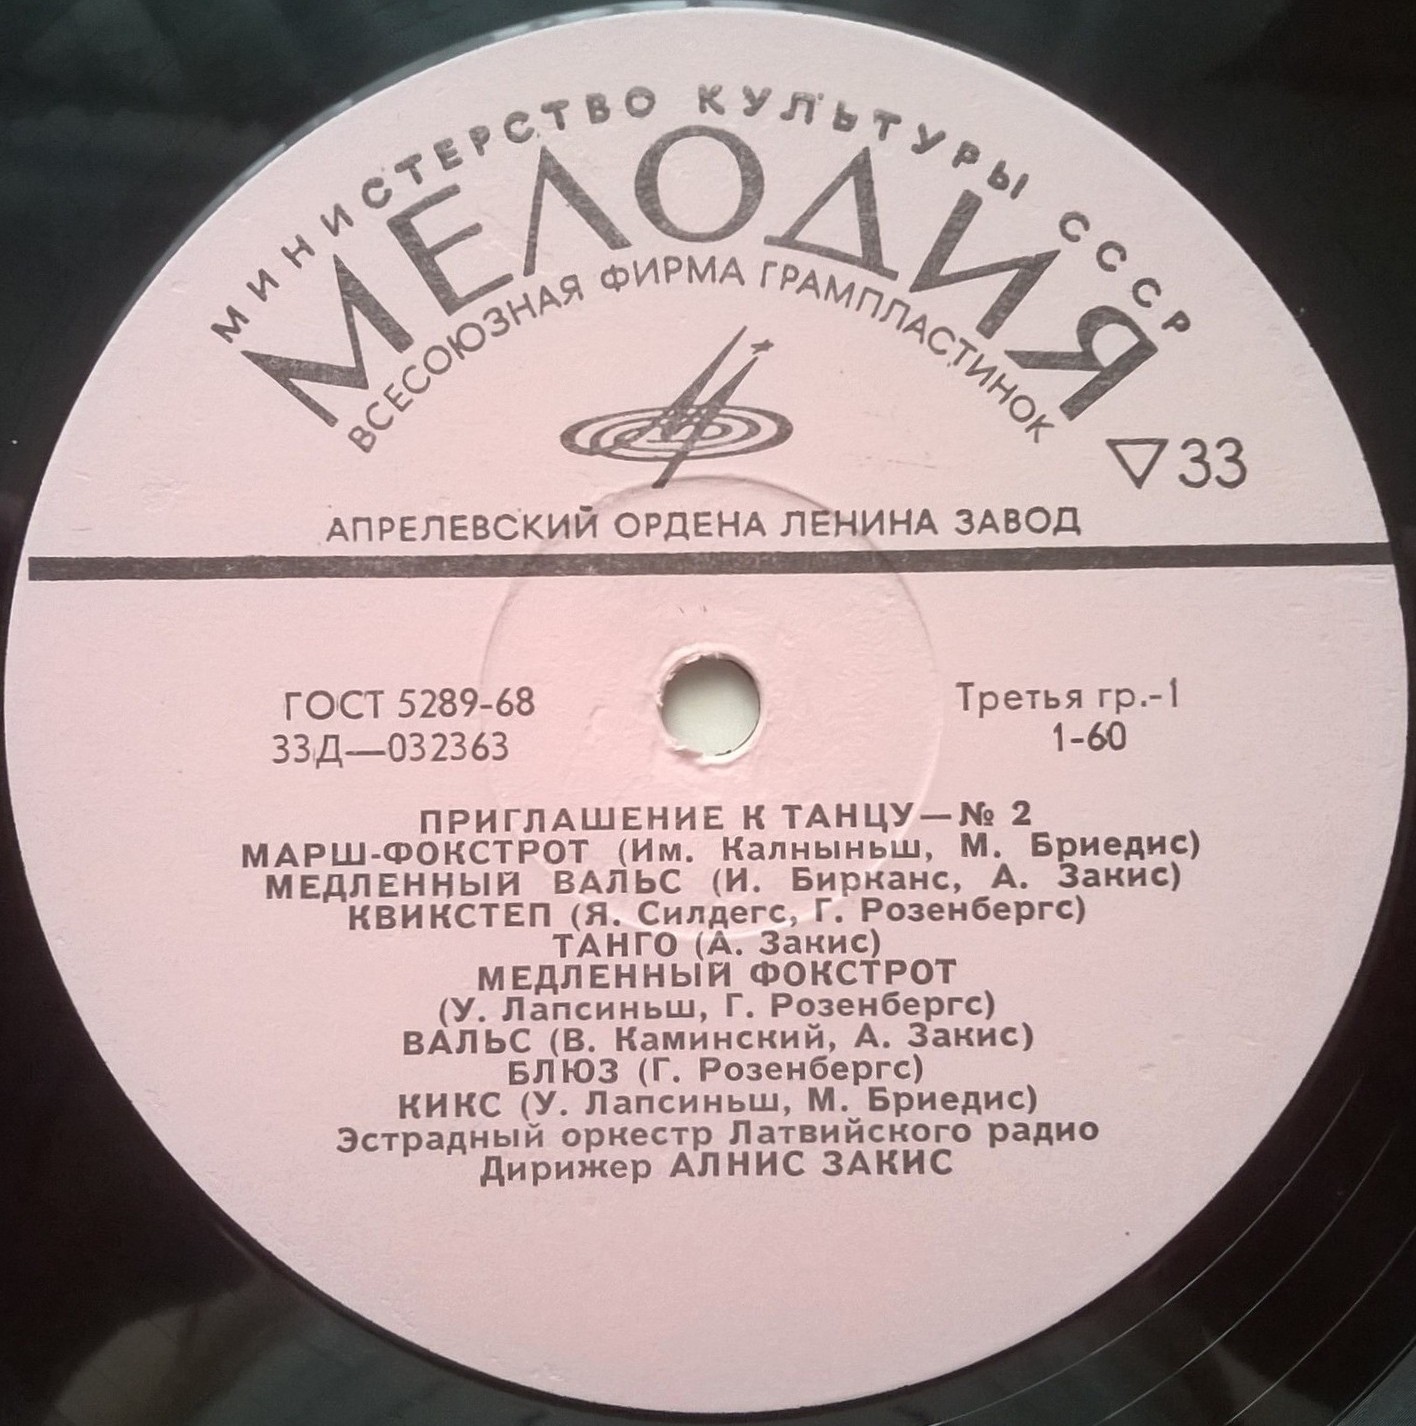 МИНИСТЕРСТВО КУЛЬТУРЫ СССР
МЕЛОДИЯ
ВСЕСОЮЗНАЯ ФИРМА ГРАМПЛАСТИНОК
▽33
АПРЕЛЕВСКИЙ ОРДЕНА ЛЕНИНА ЗАВОД
ГОСТ 5289-68
Третья гр.-1
33Д—032363
1-60
ПРИГЛАШЕНИЕ К ТАНЦУ—№ 2
МАРШ-ФОКСТРОТ (Им. Калныньш, М. Бриедис)
МЕДЛЕННЫЙ ВАЛЬС (И. Бирканс, А. Закис)
КВИКСТЕП (Я. Силдегс, Г. Розенбергс)
ТАНГО (А. Закис)
МЕДЛЕННЫЙ ФОКСТРОТ
(У. Лапсиньш, Г. Розенбергс)
ВАЛЬС (В. Каминский, А. Закис)
БЛЮЗ (Г. Розенбергс)
КИКС (У. Лапсиньш, М. Бриедис)
Эстрадный оркестр Латвийского радио
Дирижер АЛНИС ЗАКИС